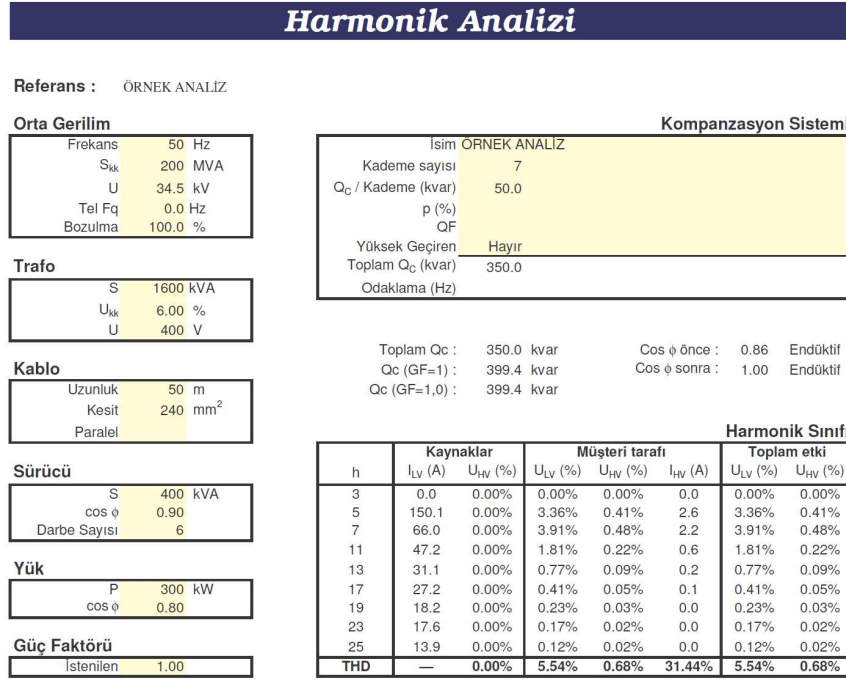 Harmonik Analizi
Referans : ÖRNEK ANALİZ
Orta Gerilim
Frekans 50 Hz
Skk 200 MVA
U 34.5 kV
Tel Fq 0.0 Hz
Bozulma 100.0 %
Trafo
S 1600 kVA
Ukk 6.00 %
U 400 V
Kablo
Uzunluk 50 m
Kesit 240 mm2
Paralel
Sürücü
S 400 kVA
cos ϕ 0.90
Darbe Sayısı 6
Yük
P 300 kW
cos ϕ 0.80
Güç Faktörü
İstenilen 1.00
Kompanzasyon Sistemi
İsim ÖRNEK ANALİZ
Kademe sayısı 7
QC / Kademe (kvar) 50.0
p (%)
QF
Yüksek Geçiren Hayır
Toplam QC (kvar) 350.0
Odaklama (Hz)
Toplam Qc : 350.0 kvar Cos ϕ önce : 0.86 Endüktif
Qc (GF=1) : 399.4 kvar Cos ϕ sonra : 1.00 Endüktif
Qc (GF=1,0) : 399.4 kvar
Harmonik Sınıfı
Kaynaklar Müşteri tarafı Toplam etki
h ILV (A) UHV (%) ULV (%) UHV (%) IHV (A) ULV (%) UHV (%)
3 0.0 0.00% 0.00% 0.00% 0.0 0.00% 0.00%
5 150.1 0.00% 3.36% 0.41% 2.6 3.36% 0.41%
7 66.0 0.00% 3.91% 0.48% 2.2 3.91% 0.48%
11 47.2 0.00% 1.81% 0.22% 0.6 1.81% 0.22%
13 31.1 0.00% 0.77% 0.09% 0.2 0.77% 0.09%
17 27.2 0.00% 0.41% 0.05% 0.1 0.41% 0.05%
19 18.2 0.00% 0.23% 0.03% 0.0 0.23% 0.03%
23 17.6 0.00% 0.17% 0.02% 0.0 0.17% 0.02%
25 13.9 0.00% 0.12% 0.02% 0.0 0.12% 0.02%
THD — 0.00% 5.54% 0.68% 31.44% 5.54% 0.68%